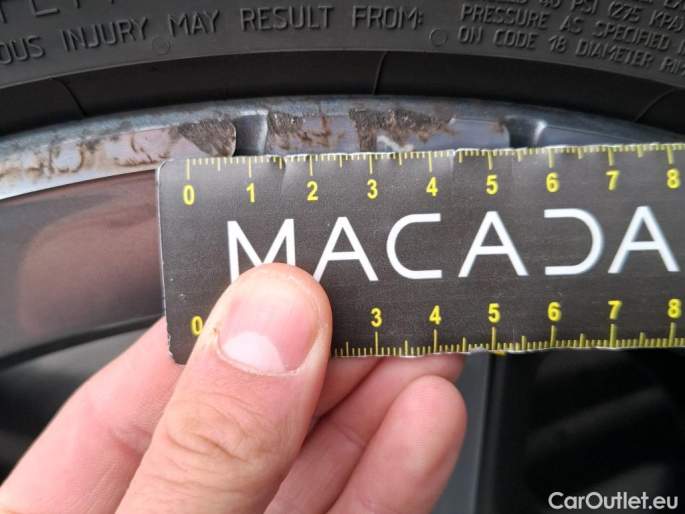 OUS INJURY MAY RESULT FROM:
PRESSURE AS SPECIFIED
ON CODE 18 DIAMETER
0 1 2 3 4 5 6 7 8
MACADA
0 3 4 5 6 7 8
CarOutlet.eu